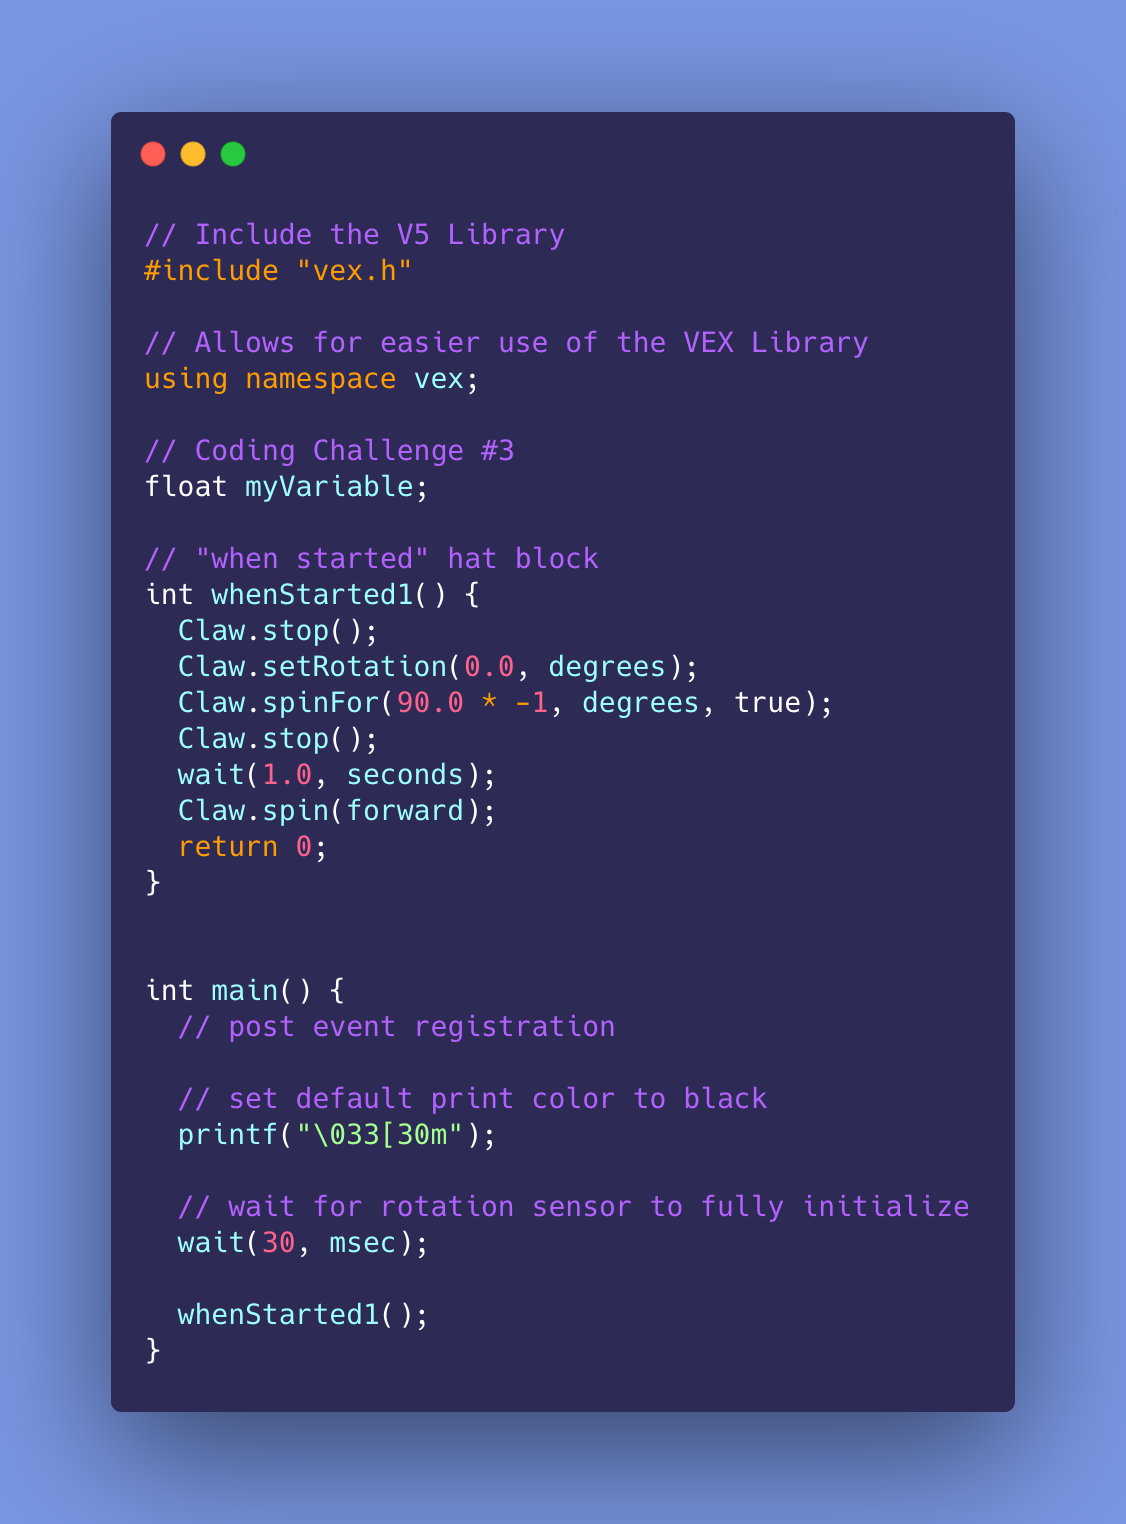 // Include the V5 Library
#include "vex.h"

// Allows for easier use of the VEX Library
using namespace vex;

// Coding Challenge #3
float myVariable;

// "when started" hat block
int whenStarted1() {
  Claw.stop();
  Claw.setRotation(0.0, degrees);
  Claw.spinFor(90.0 * -1, degrees, true);
  Claw.stop();
  wait(1.0, seconds);
  Claw.spin(forward);
  return 0;
}


int main() {
  // post event registration

  // set default print color to black
  printf("\033[30m");

  // wait for rotation sensor to fully initialize
  wait(30, msec);

  whenStarted1();
}